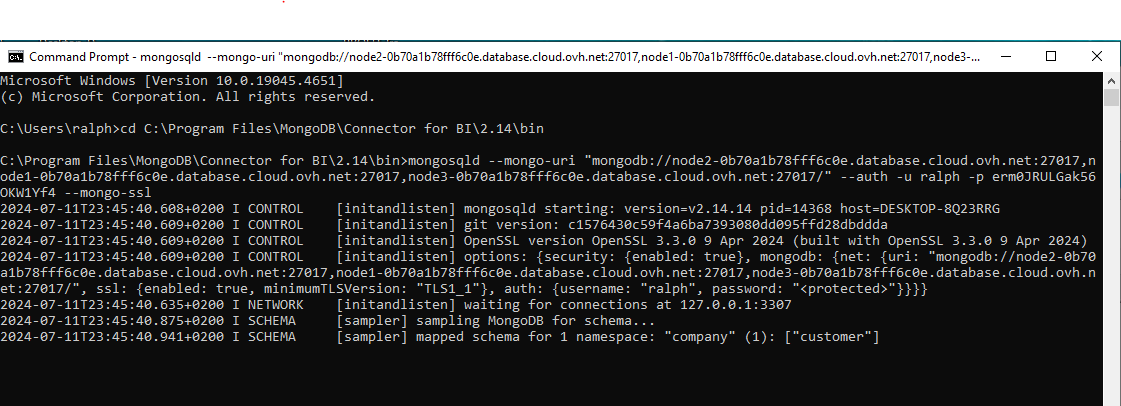 Command Prompt - mongosqld --mongo-uri "mongodb://node2-0b70a1b78fff6c0e.database.cloud.ovh.net:27017,node1-0b70a1b78fff6c0e.database.cloud.ovh.net:27017,node3-...
Microsoft Windows [Version 10.0.19045.4651]
(c) Microsoft Corporation. All rights reserved.
C:\Users\ralph>cd C:\Program Files\MongoDB\Connector for BI\2.14\bin
C:\Program Files\MongoDB\Connector for BI\2.14\bin>mongosqld --mongo-uri "mongodb://node2-0b70a1b78fff6c0e.database.cloud.ovh.net:27017,n
ode1-0b70a1b78fff6c0e.database.cloud.ovh.net:27017,node3-0b70a1b78fff6c0e.database.cloud.ovh.net:27017/" --auth -u ralph -p erm0JRULGak56
OKW1Yf4 --mongo-ssl
2024-07-11T23:45:40.608+0200 I CONTROL    [initandlisten] mongosqld starting: version=v2.14.14 pid=14368 host=DESKTOP-8Q23RRG
2024-07-11T23:45:40.609+0200 I CONTROL    [initandlisten] git version: c1576430c59f4a6ba7393080dd095ffd28dbddda
2024-07-11T23:45:40.609+0200 I CONTROL    [initandlisten] OpenSSL version OpenSSL 3.3.0 9 Apr 2024 (built with OpenSSL 3.3.0 9 Apr 2024)
2024-07-11T23:45:40.609+0200 I CONTROL    [initandlisten] options: {security: {enabled: true}, mongodb: {net: {uri: "mongodb://node2-0b70
a1b78fff6c0e.database.cloud.ovh.net:27017,node1-0b70a1b78fff6c0e.database.cloud.ovh.net:27017,node3-0b70a1b78fff6c0e.database.cloud.ovh.n
et:27017/", ssl: {enabled: true, minimumTLSVersion: "TLS1_1"}, auth: {username: "ralph", password: "<protected>"}}}}
2024-07-11T23:45:40.635+0200 I NETWORK    [initandlisten] waiting for connections at 127.0.0.1:3307
2024-07-11T23:45:40.875+0200 I SCHEMA     [sampler] sampling MongoDB for schema...
2024-07-11T23:45:40.941+0200 I SCHEMA     [sampler] mapped schema for 1 namespace: "company" (1): ["customer"]